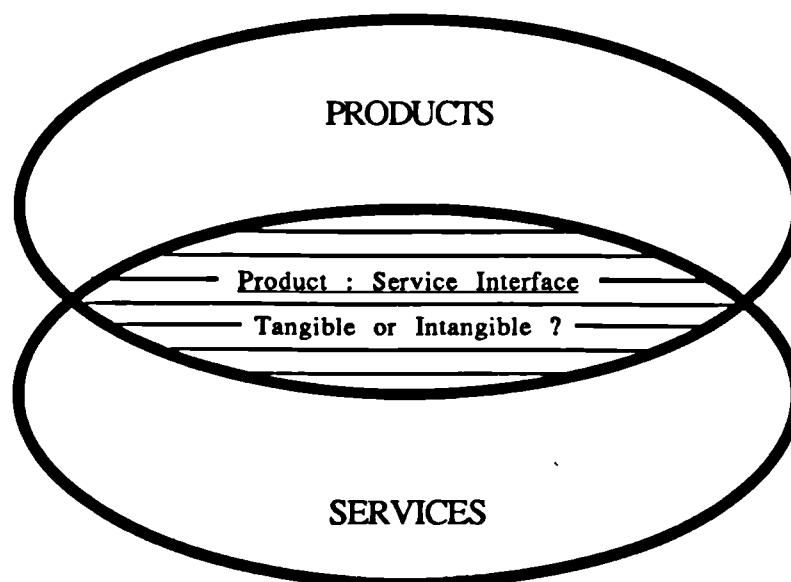 PRODUCTS
Product : Service Interface
Tangible or Intangible ?
SERVICES